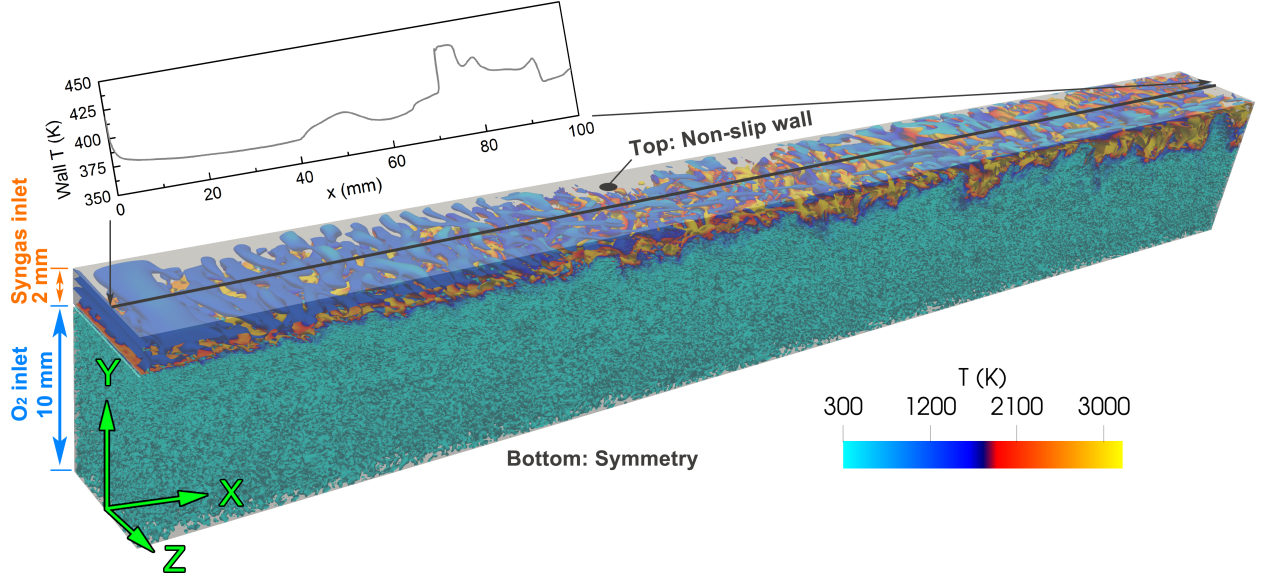 450
425
400
375
350
Wall T (K)
0
20
40
60
80
100
x (mm)
Top: Non-slip wall
Syngas inlet
2 mm
O₂ inlet
10 mm
Y
X
Z
Bottom: Symmetry
T (K)
300 1200 2100 3000